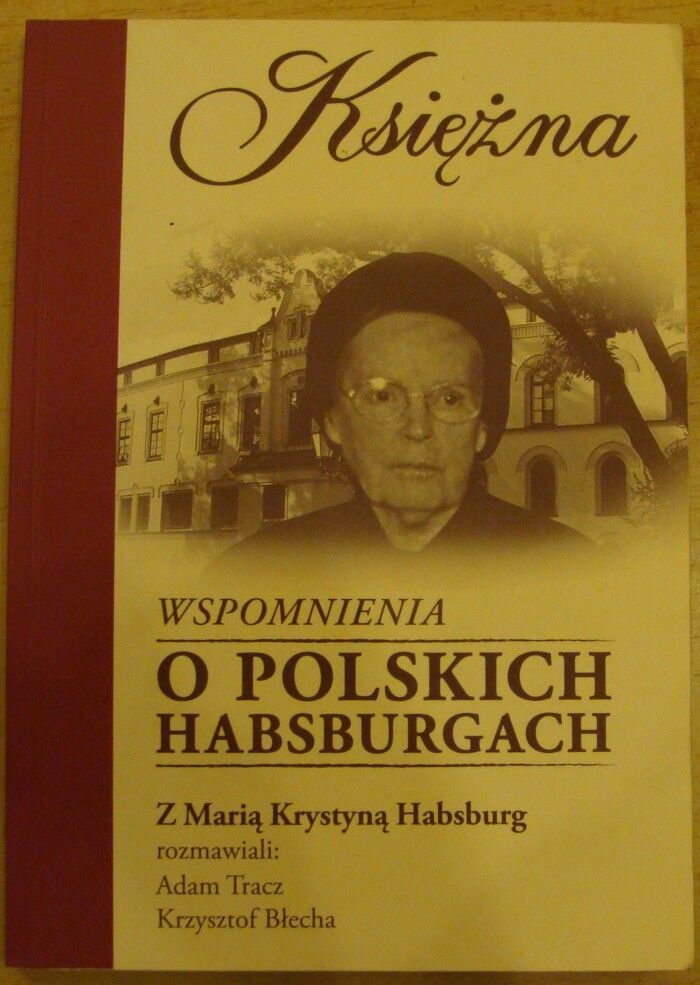 Księżna
WSPOMNIENIA
O POLSKICH
HABSBURGACH
Z Marią Krystyną Habsburg
rozmawiali:
Adam Tracz
Krzysztof Błecha